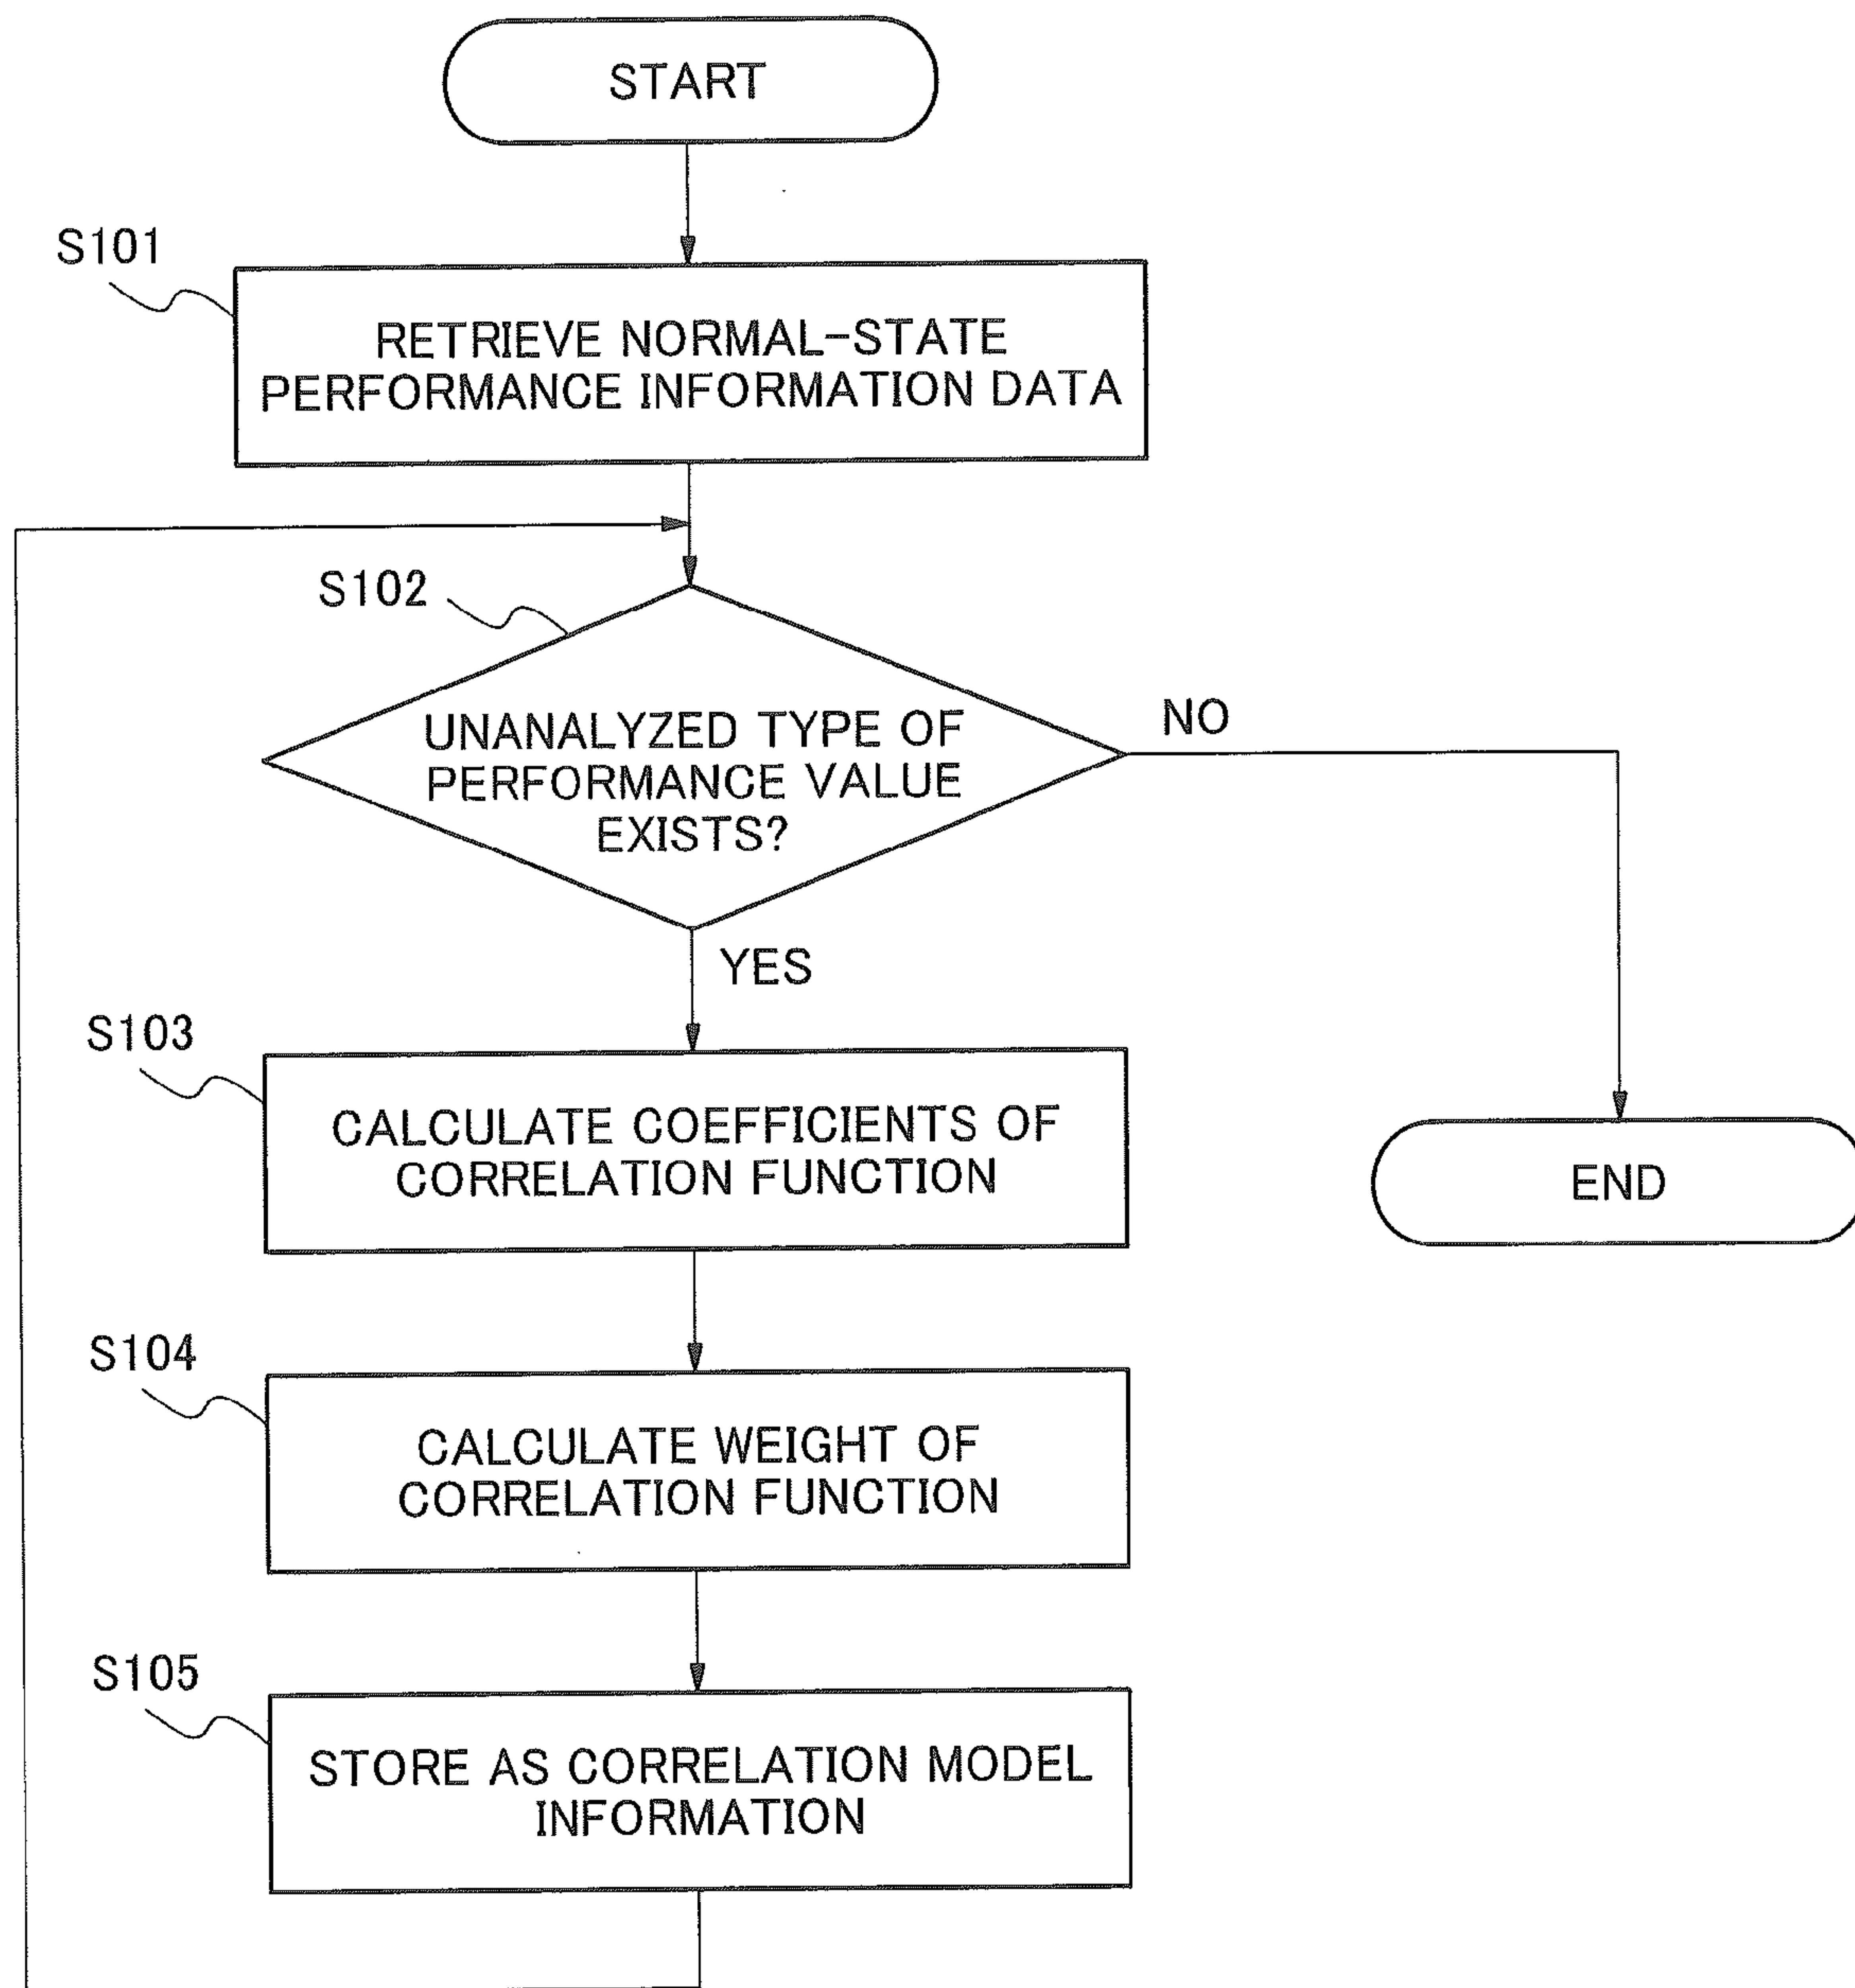 START
S101
RETRIEVE NORMAL-STATE
PERFORMANCE INFORMATION DATA
S102
UNANALYZED TYPE OF
PERFORMANCE VALUE
EXISTS?
NO
YES
S103
CALCULATE COEFFICIENTS OF
CORRELATION FUNCTION
END
S104
CALCULATE WEIGHT OF
CORRELATION FUNCTION
S105
STORE AS CORRELATION MODEL
INFORMATION